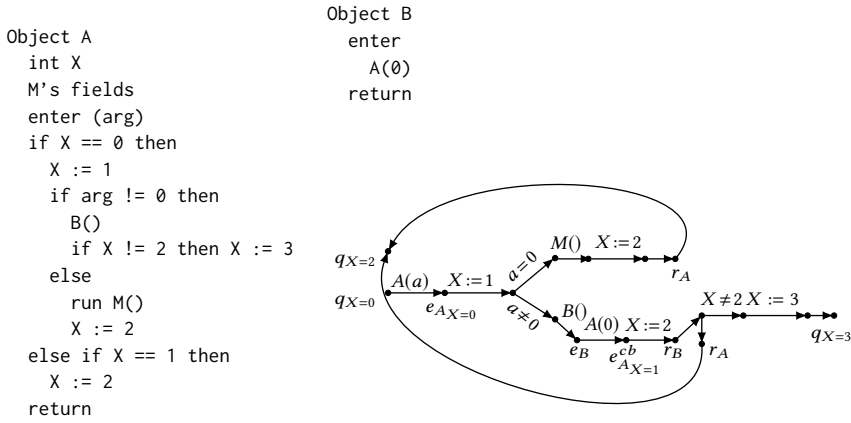 Object A
int X
M's fields
enter (arg)
if X == 0 then
X := 1
if arg != 0 then
B()
if X != 2 then X := 3
else
run M()
X := 2
else if X == 1 then
X := 2
return
Object B
enter
A(0)
return
M() X := 2
a = 0
q_{X=2}
A(a) X := 1
r_A
q_{X=0}
e_{A_{X=0}}
a ≠ 0
B()
X ≠ 2 X := 3
A(0) X := 2
q_{X=3}
e_B e^{cb}_{A_{X=1}} r_B r_A